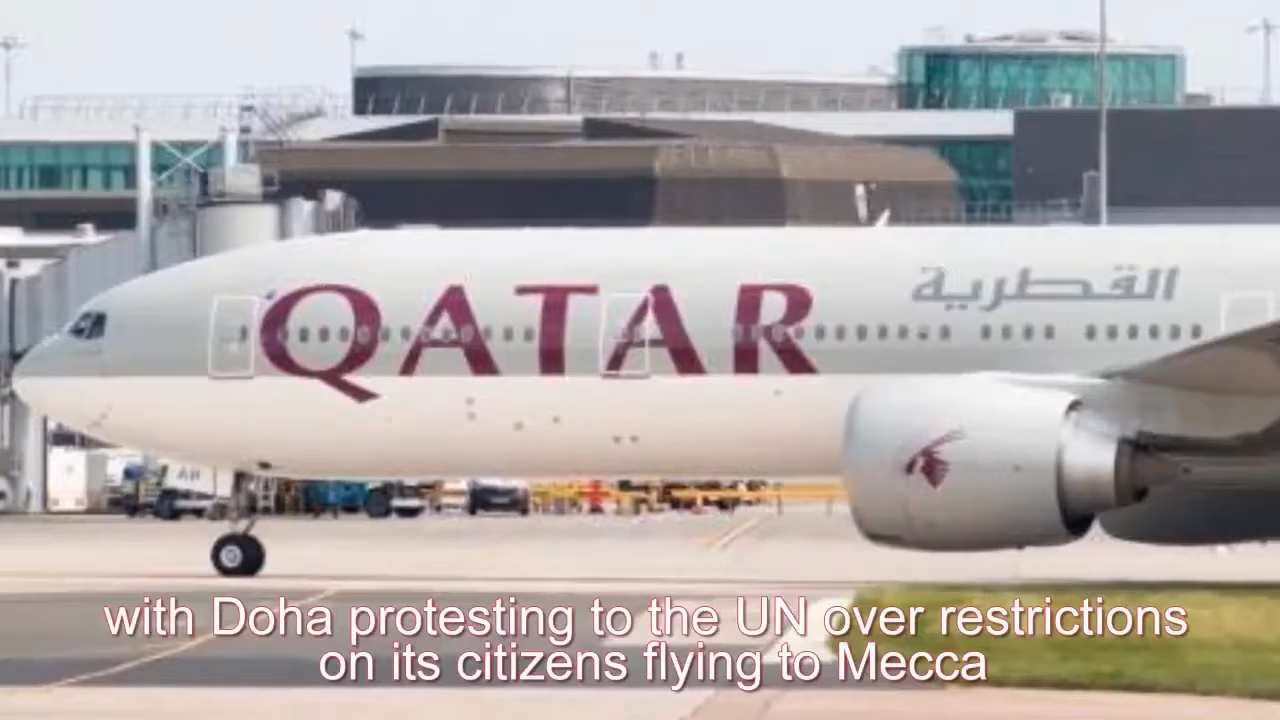 QATAR
القطرية
with Doha protesting to the UN over restrictions
on its citizens flying to Mecca